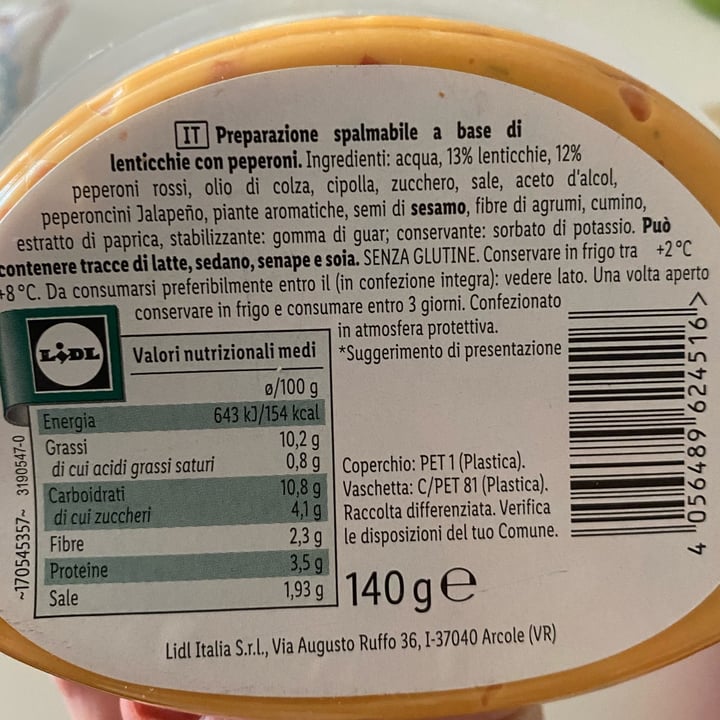 IT Preparazione spalmabile a base di
lenticchie con peperoni. Ingredienti: acqua, 13% lenticchie, 12%
peperoni rossi, olio di colza, cipolla, zucchero, sale, aceto d'alcol,
peperoncini Jalapeño, piante aromatiche, semi di sesamo, fibre di agrumi, cumino,
estratto di paprica, stabilizzante: gomma di guar; conservante: sorbato di potassio. Può
contenere tracce di latte, sedano, senape e soia. SENZA GLUTINE. Conservare in frigo tra +2°C
+8°C. Da consumarsi preferibilmente entro il (in confezione integra): vedere lato. Una volta aperto
conservare in frigo e consumare entro 3 giorni. Confezionato
in atmosfera protettiva.
*Suggerimento di presentazione
LIDL
Valori nutrizionali medi
ø/100 g
Energia 643 kJ/154 kcal
Grassi 10,2 g
di cui acidi grassi saturi 0,8 g
Carboidrati 10,8 g
di cui zuccheri 4,1 g
Fibre 2,3 g
Proteine 3,5 g
Sale 1,93 g
~170545357~ 3190547-0
Coperchio: PET 1 (Plastica).
Vaschetta: C/PET 81 (Plastica).
Raccolta differenziata. Verifica
le disposizioni del tuo Comune.
140 g e
4 056489 624516 >
Lidl Italia S.r.l., Via Augusto Ruffo 36, I-37040 Arcole (VR)